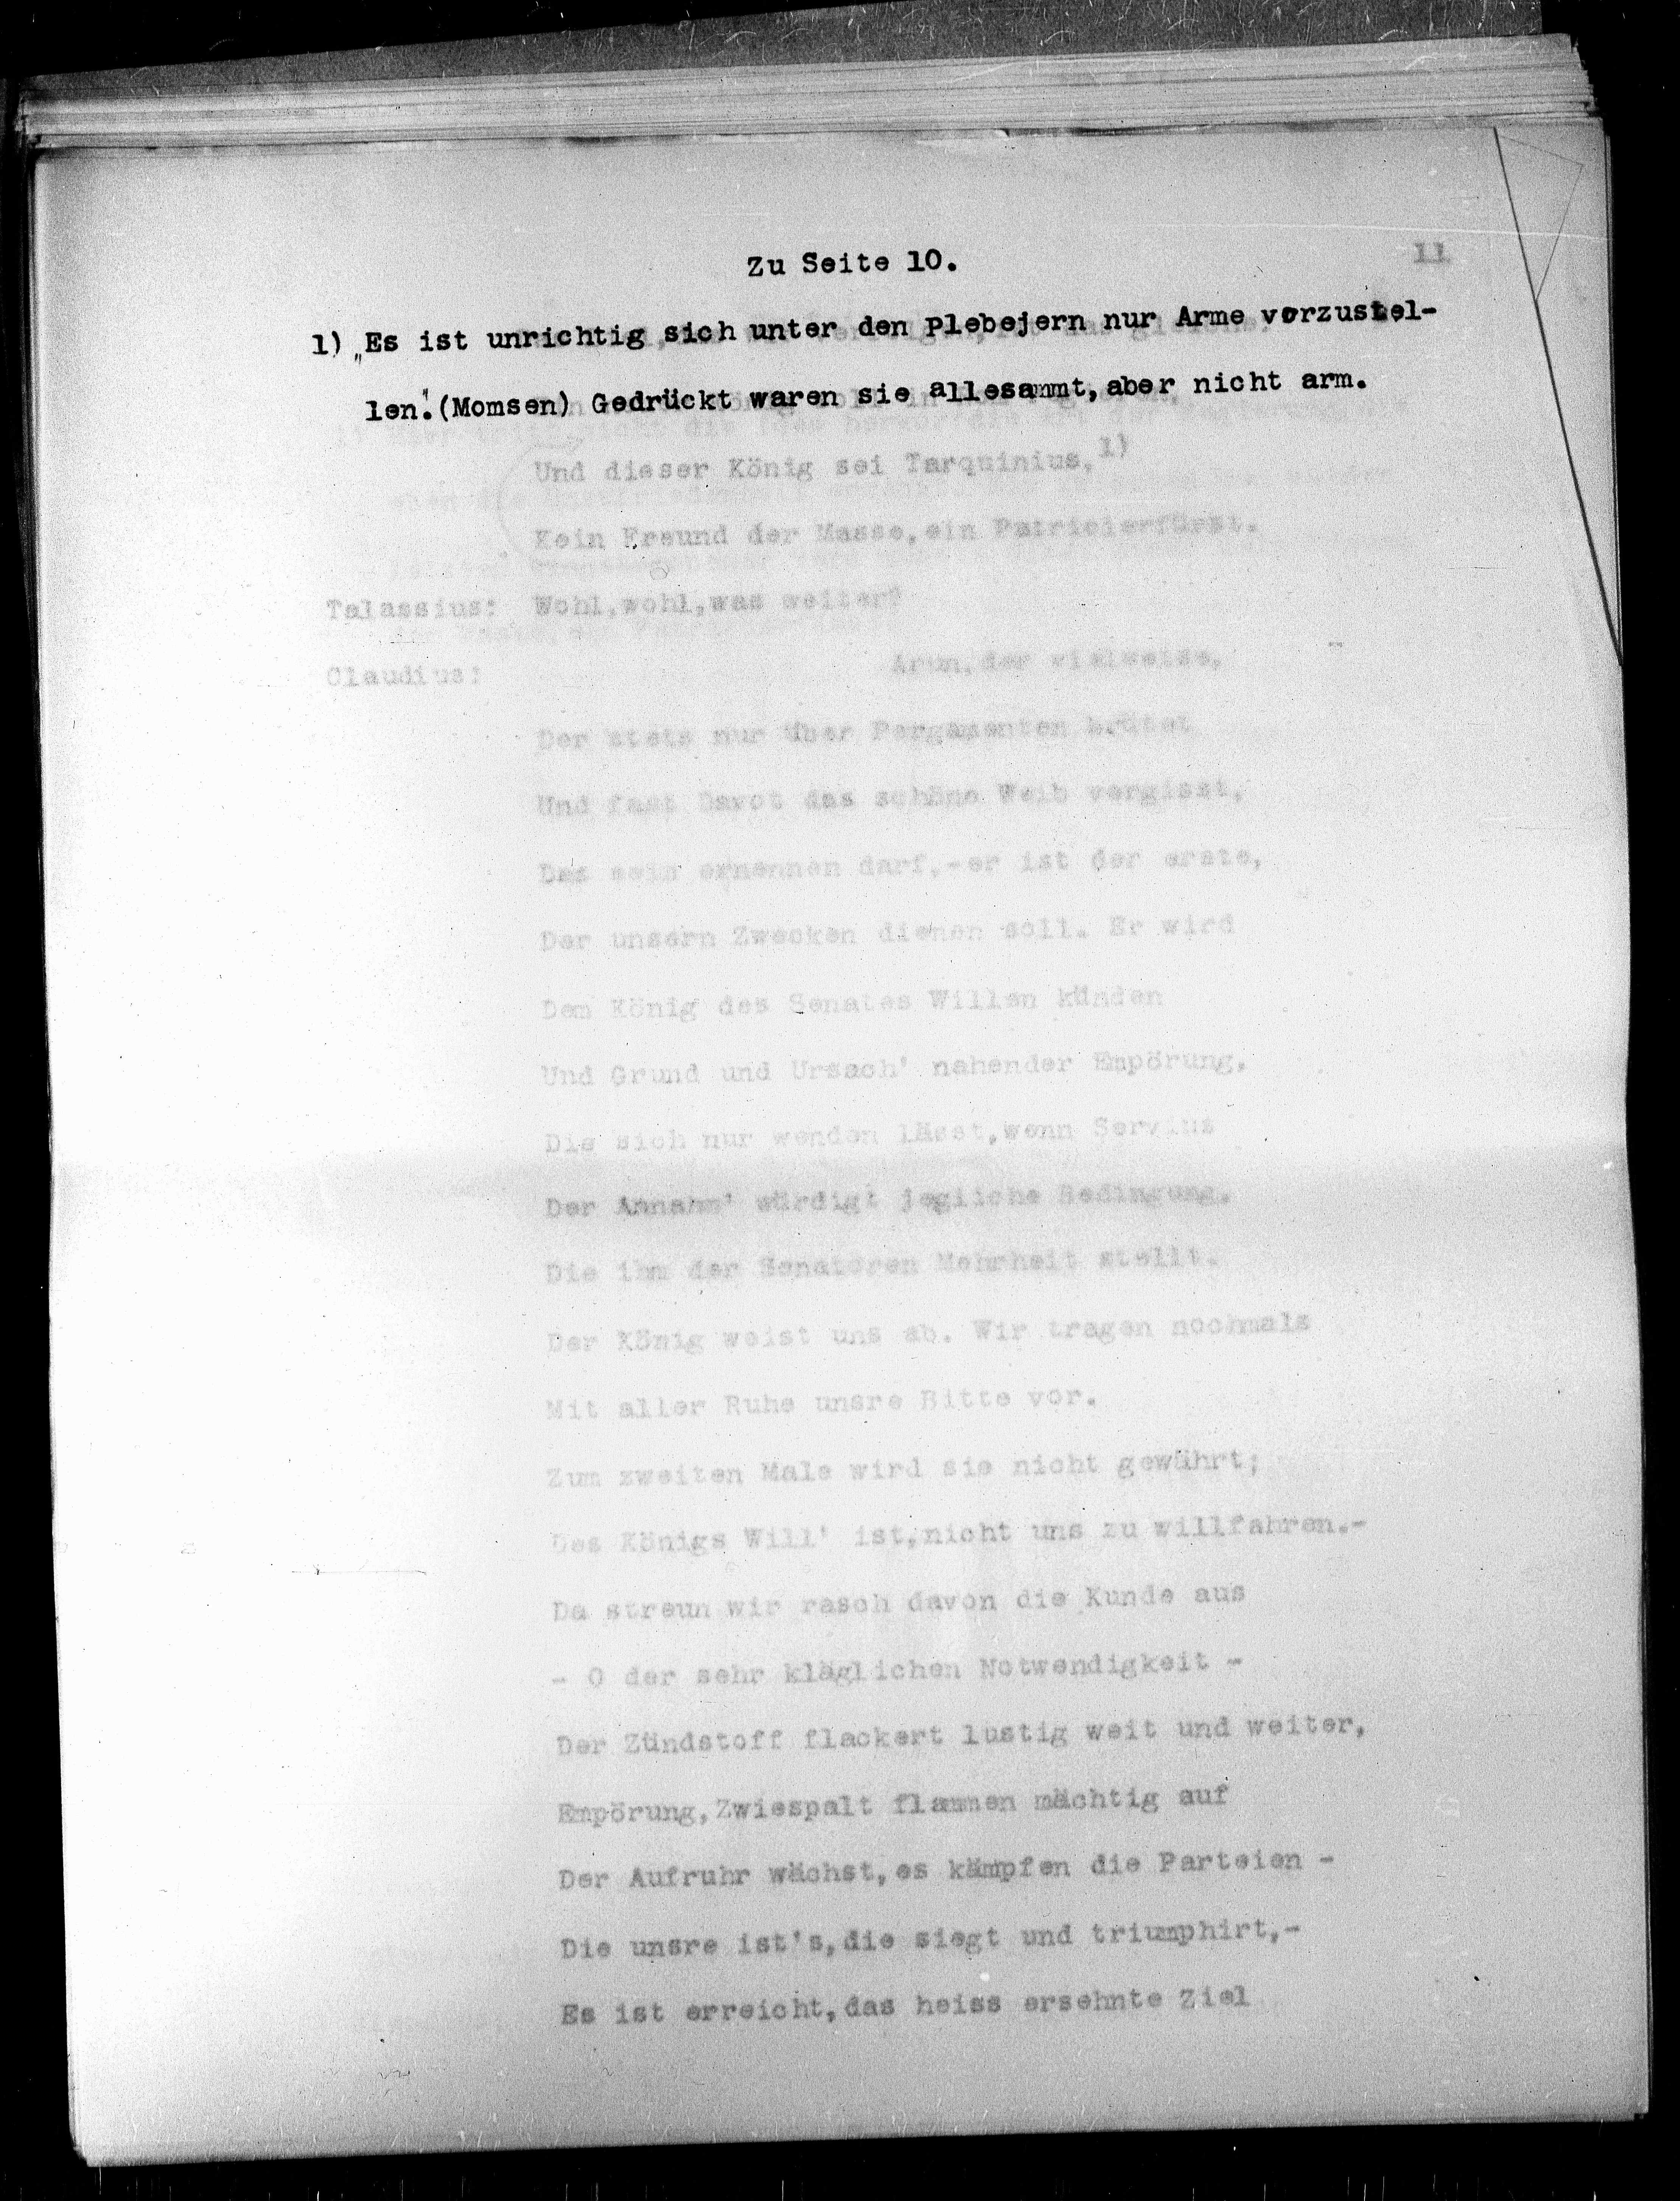 Zu Seite 10.
11
1) „Es ist unrichtig sich unter den Plebejern nur Arme vorzustel-
len." (Momsen) Gedrückt waren sie allesammt, aber nicht arm.
Und dieser König sei Tarquinius, 1)
Kein Freund der Masse, ein Patricierfürst.
Talassius: Wohl, wohl, was weiter?
Claudius: Arun, der vielweise,
Der stets nur über Pergamenten brütet
Und fast Davot das schöne Weib vergisst,
Das sein ernennen darf, -er ist der erste,
Der unsern Zwecken dienen soll. Er wird
Dem König des Senates Willen künden
Und Grund und Ursach' nahender Empörung,
Die sich nur wenden lässt, wenn Servius
Der Annahm' würdigt jegliche Bedingung.
Die ihm der Senatoren Mehrheit stellt.
Der König weist uns ab. Wir tragen nochmals
Mit aller Ruhe unsre Bitte vor.
Zum zweiten Male wird sie nicht gewährt;
Des Königs Will' ist, nicht uns zu willfahren.-
Da streun wir rasch davon die Kunde aus
- O der sehr kläglichen Notwendigkeit -
Der Zündstoff flackert lustig weit und weiter,
Empörung, Zwiespalt flammen mächtig auf
Der Aufruhr wächst, es kämpfen die Parteien -
Die unsre ist's, die siegt und triumphirt,-
Es ist erreicht, das heiss ersehnte Ziel